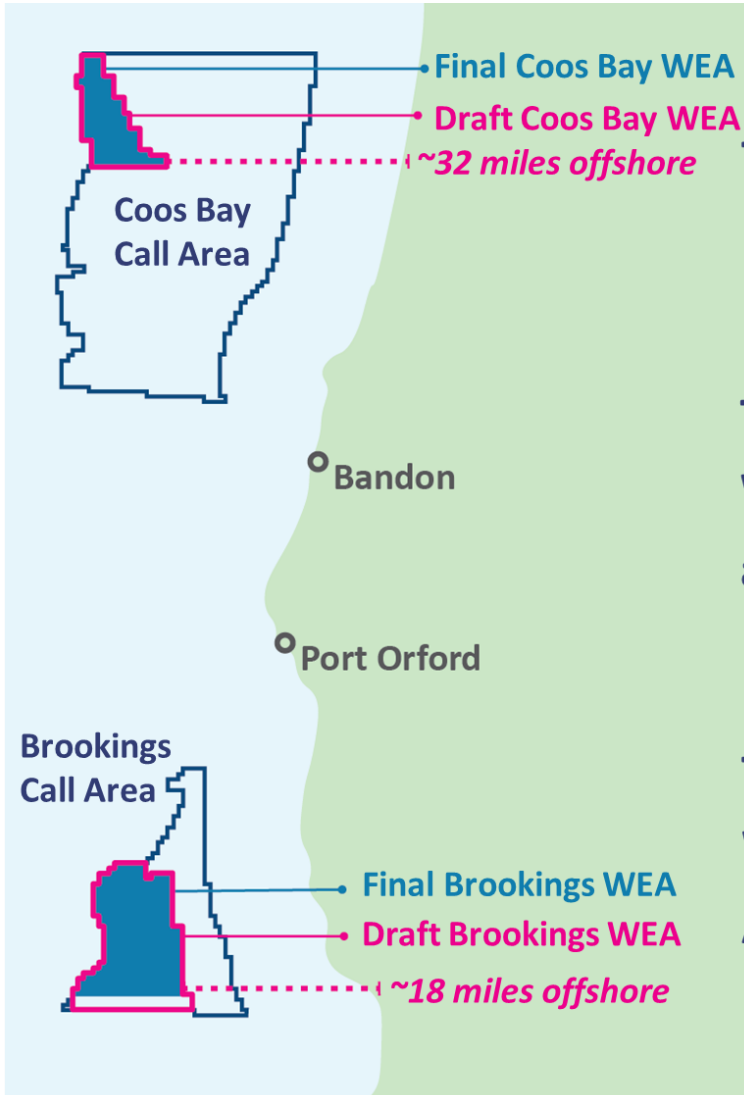 Final Coos Bay WEA
Draft Coos Bay WEA
~32 miles offshore
Coos Bay
Call Area
Bandon
Port Orford
Brookings
Call Area
Final Brookings WEA
Draft Brookings WEA
~18 miles offshore